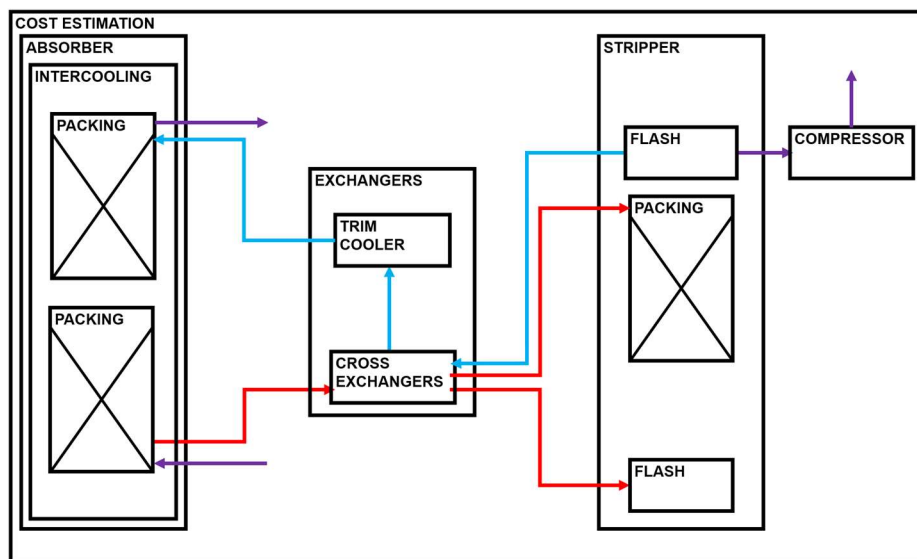 COST ESTIMATION
ABSORBER
INTERCOOLING
PACKING
PACKING
EXCHANGERS
TRIM
COOLER
CROSS
EXCHANGERS
STRIPPER
FLASH
PACKING
FLASH
COMPRESSOR